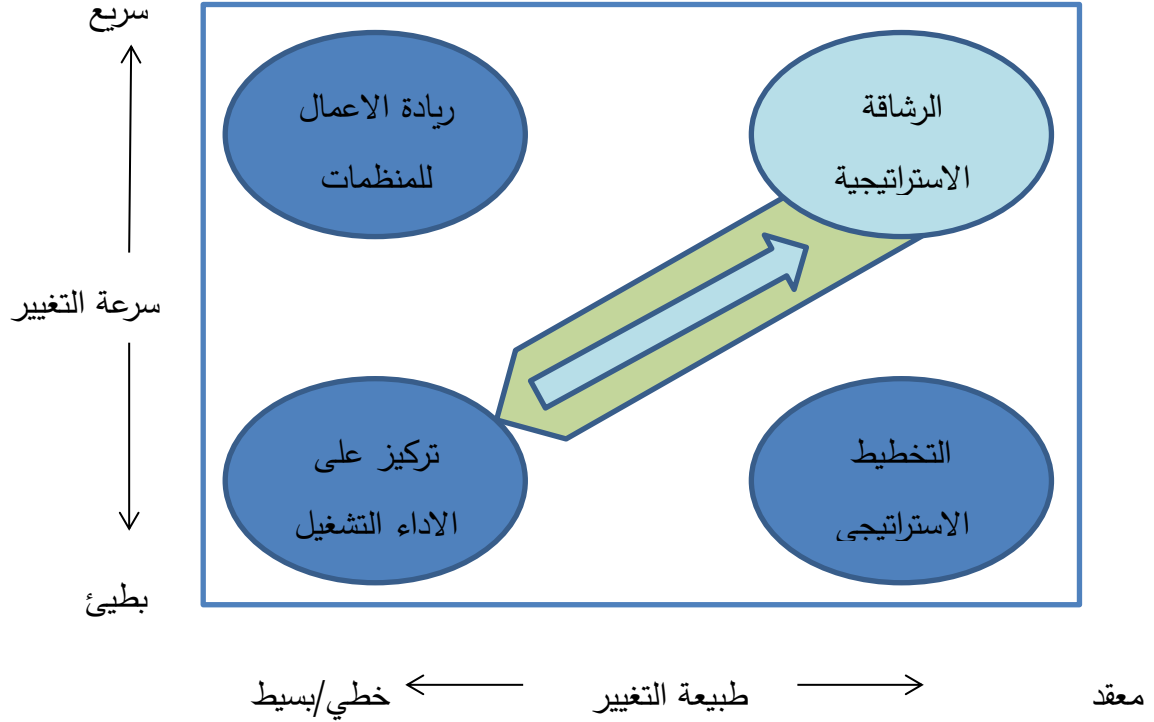 سريع
ريادة الاعمال
للمنظمات
الرشاقة
الاستراتيجية
سرعة التغيير
تركيز على
الاداء التشغيل
التخطيط
الاستراتيجي
بطيئ
خطي/بسيط
طبيعة التغيير
معقد